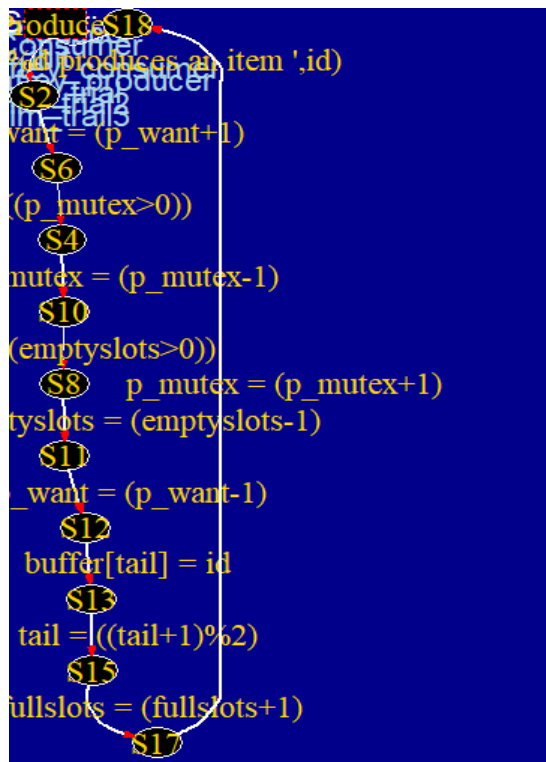 roducer
S18
Consumer
produces an item ',id)
S2
want = (p_want+1)
S6
((p_mutex>0))
S4
mutex = (p_mutex-1)
S10
(emptyslots>0))
S8 p_mutex = (p_mutex+1)
tyslots = (emptyslots-1)
S11
_want = (p_want-1)
S12
buffer[tail] = id
S13
tail = ((tail+1)%2)
S15
fullslots = (fullslots+1)
S17